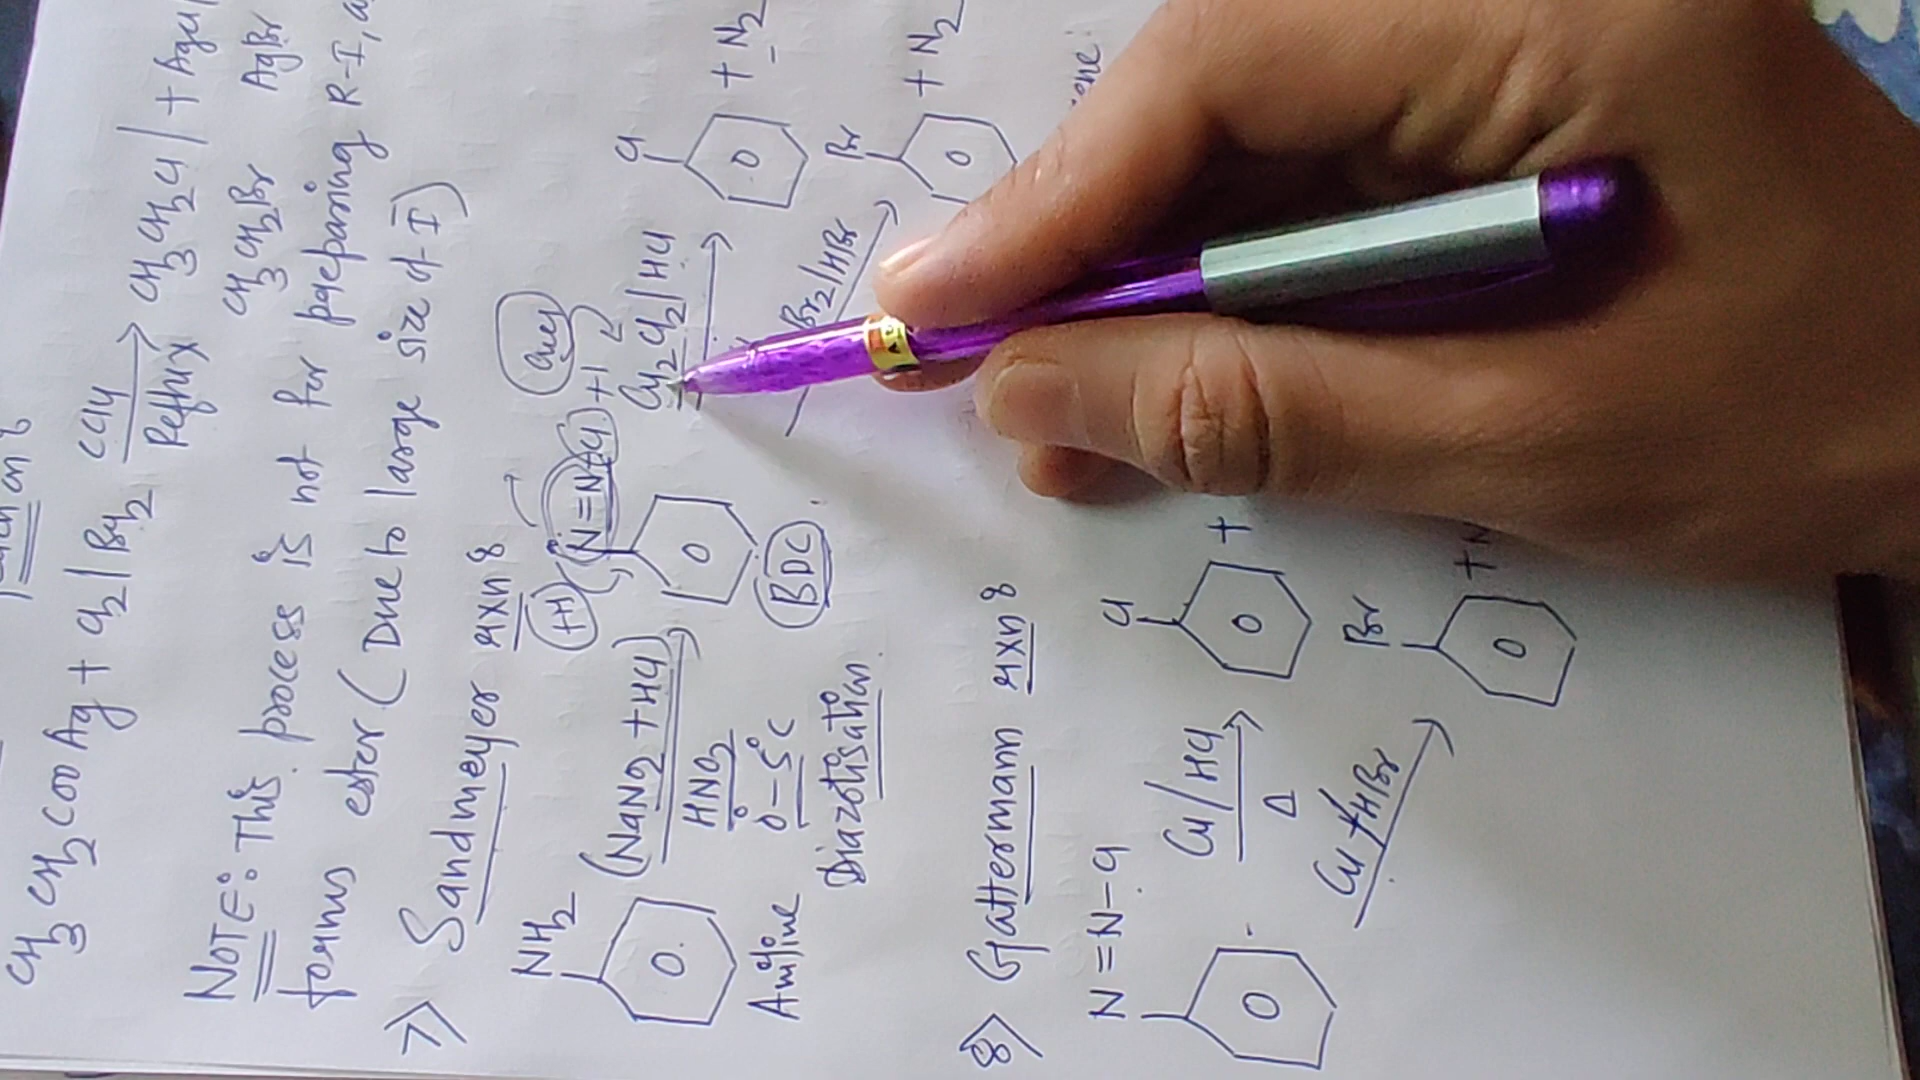 CH3CH2COOAg + Cl2/Br2 CCl4 Reflux CH3CH2Cl + AgCl
CH3CH2Br AgBr
NOTE: This process is not for preparing R-I, a
forms ester (Due to large size of I)
7) Sandmeyer rxn:
NH2
Aniline
(NaNO2 + HCl)
HNO2
0-5°C
Diazotisation.
+H
N=N-Cl +1
BDC
Cu2Cl2/HCl
Cl
+ N2
Br2/HBr
Br
+ N2
8) Gattermann rxn:
N=N-Cl
Cu/HCl
Δ
Cl
+
Cu/HBr
Br
+ N